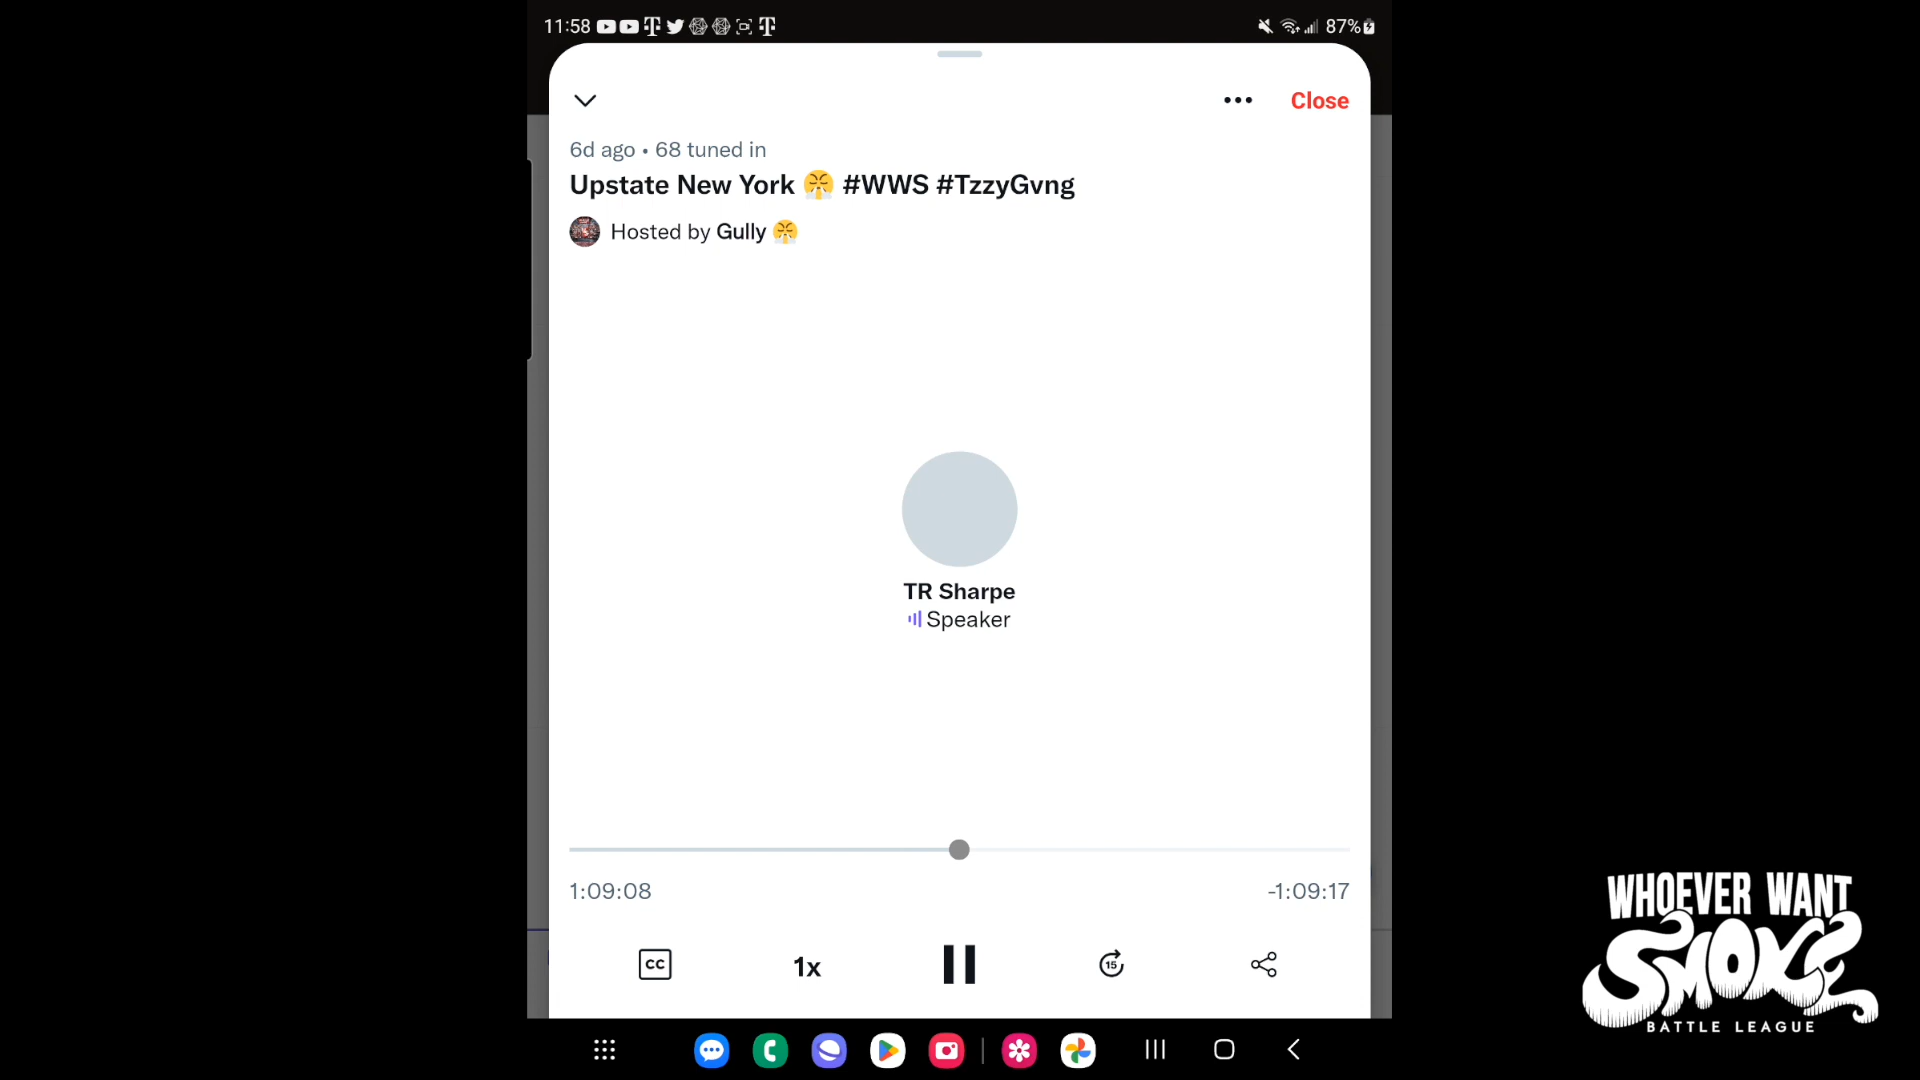 11:58
87%
Close
6d ago • 68 tuned in
Upstate New York 😤 #WWS #TzzyGvng
Hosted by Gully 😤
TR Sharpe
Speaker
1:09:08
-1:09:17
CC
1x
15
WHOEVER WANT
SMOKE
BATTLE LEAGUE